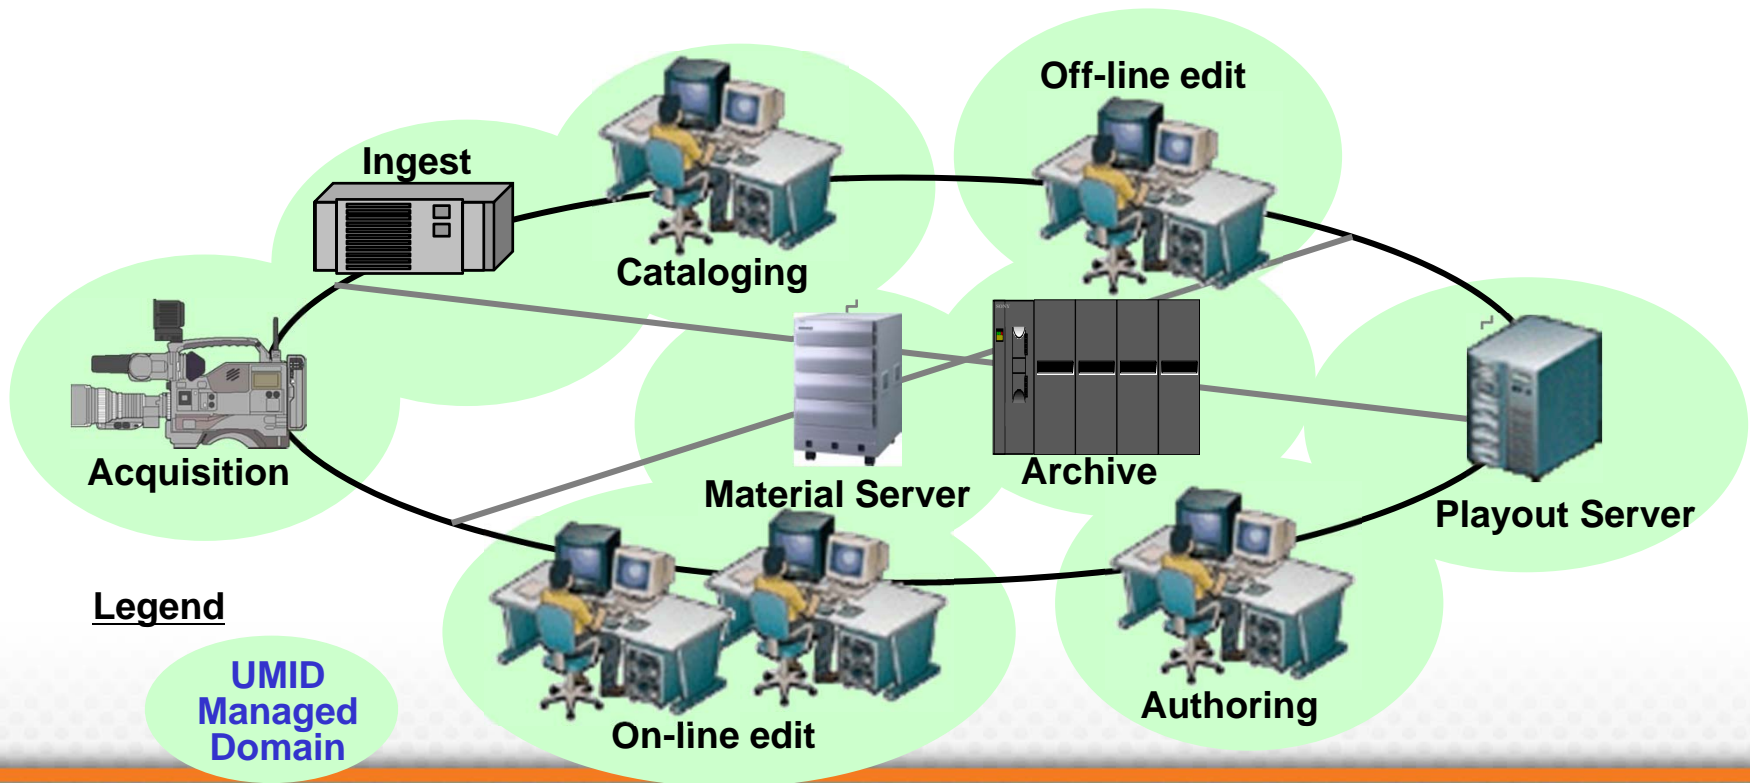 Off-line edit
Ingest
Cataloging
Acquisition
Material Server
Archive
Playout Server
Legend
UMID
Managed
Domain
On-line edit
Authoring